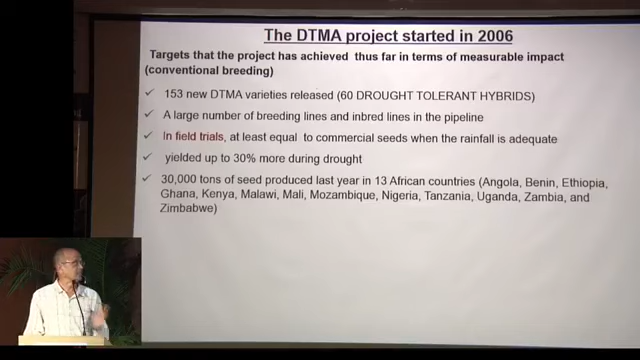 The DTMA project started in 2006
Targets that the project has achieved thus far in terms of measurable impact
(conventional breeding)
✓ 153 new DTMA varieties released (60 DROUGHT TOLERANT HYBRIDS)
✓ A large number of breeding lines and inbred lines in the pipeline
✓ In field trials, at least equal to commercial seeds when the rainfall is adequate
✓ yielded up to 30% more during drought
✓ 30,000 tons of seed produced last year in 13 African countries (Angola, Benin, Ethiopia,
Ghana, Kenya, Malawi, Mali, Mozambique, Nigeria, Tanzania, Uganda, Zambia, and
Zimbabwe)